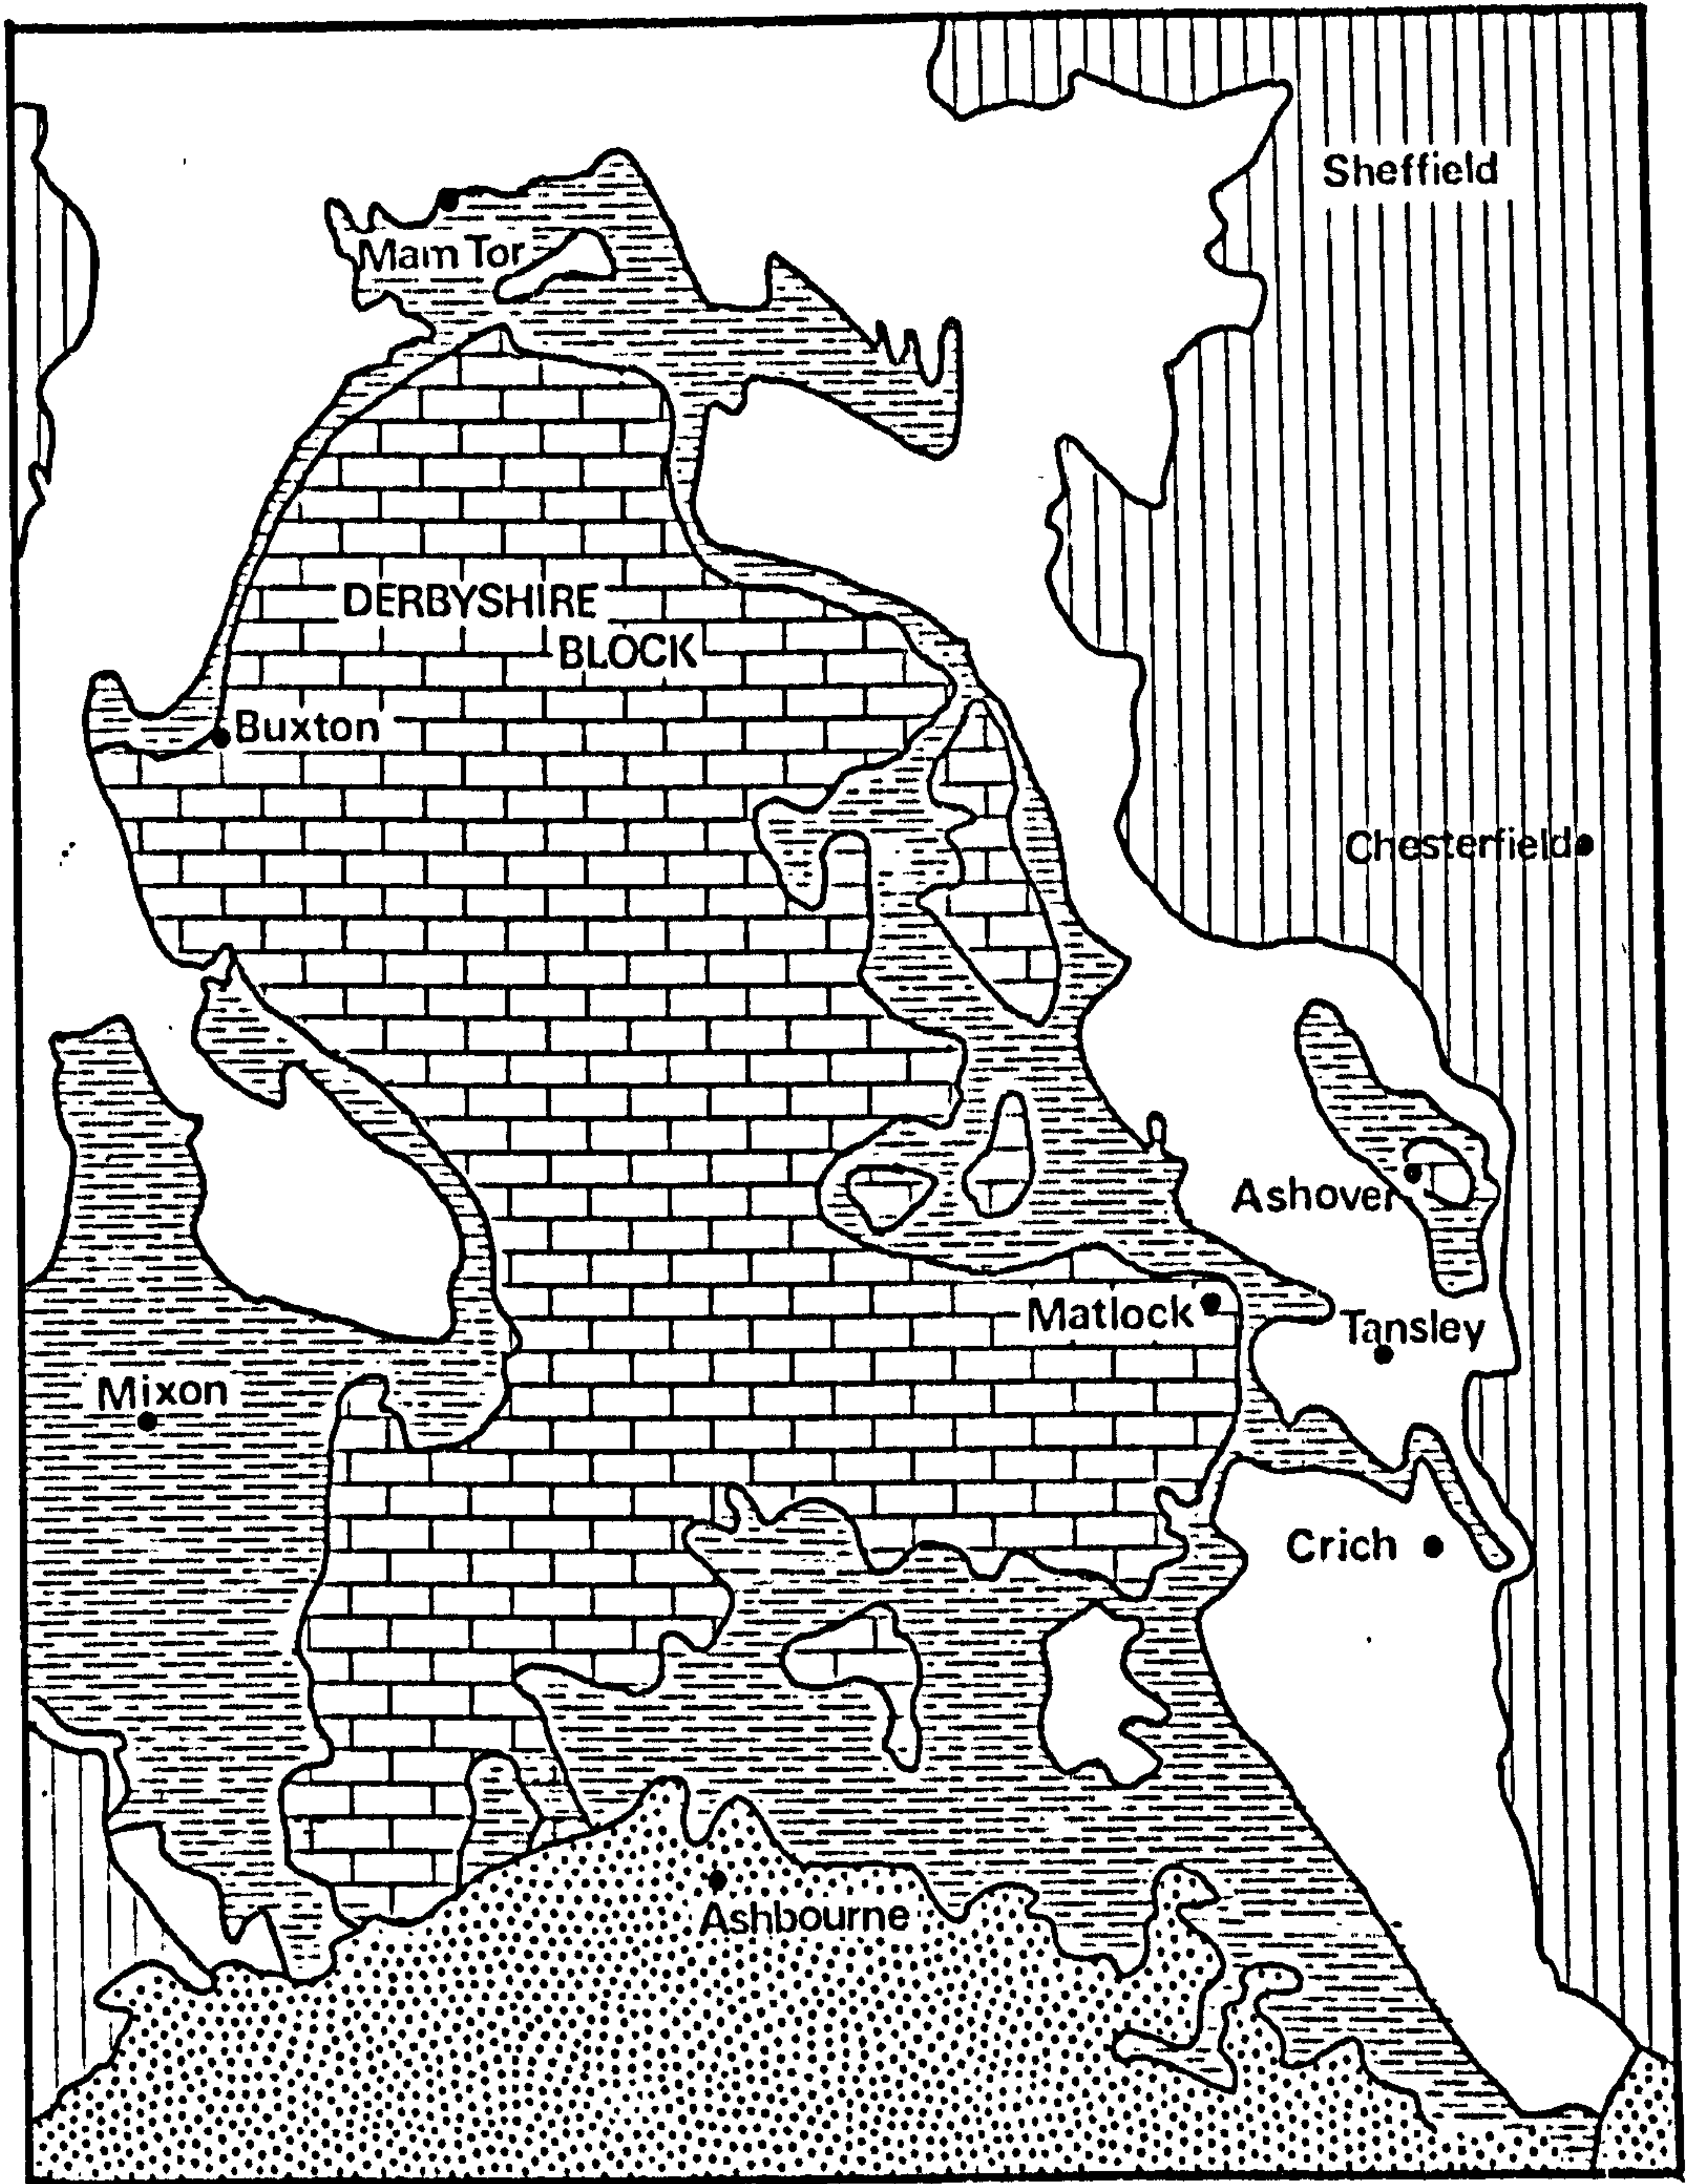 Sheffield
Mam Tor
DERBYSHIRE
BLOCK
Buxton
Chesterfield
Ashover
Matlock
Tansley
Mixon
Crich
Ashbourne